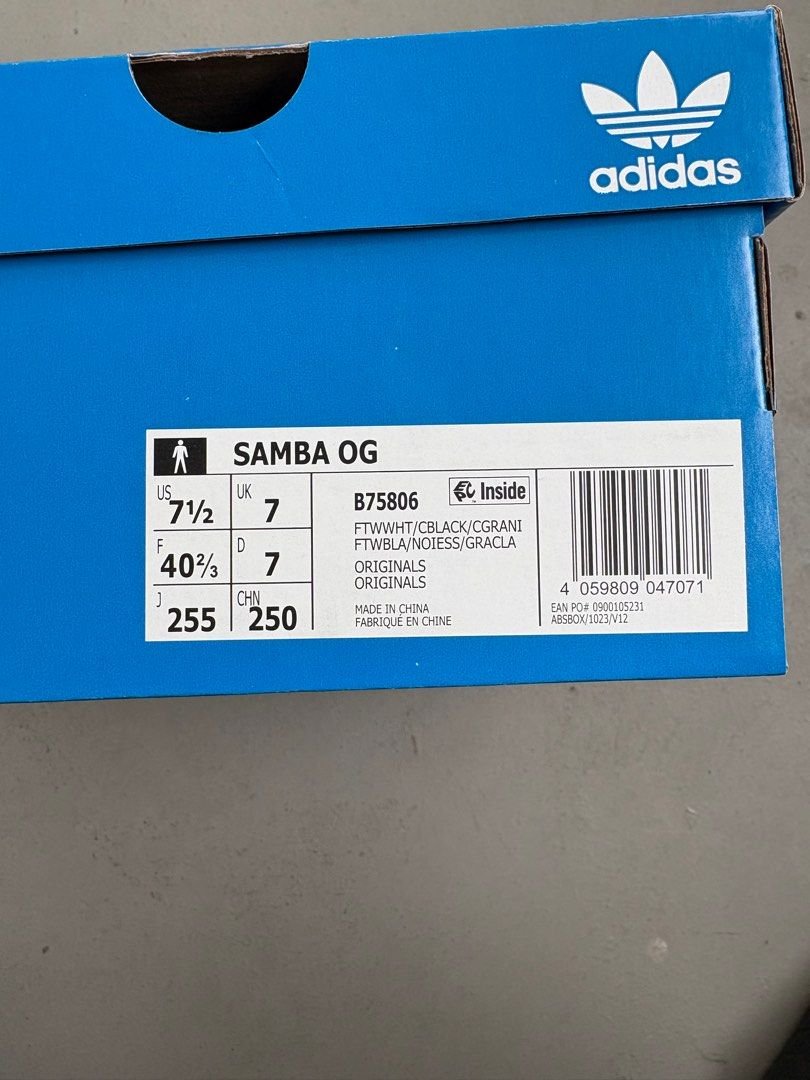 adidas
SAMBA OG
US 7½
UK 7
F 40⅔
D 7
J 255
CHN 250
B75806
Inside
FTWWHT/CBLACK/CGRANI
FTWBLA/NOIESS/GRACLA
ORIGINALS
ORIGINALS
MADE IN CHINA
FABRIQUÉ EN CHINE
4 059809 047071
EAN PO# 0900105231
ABSBOX/1023/V12